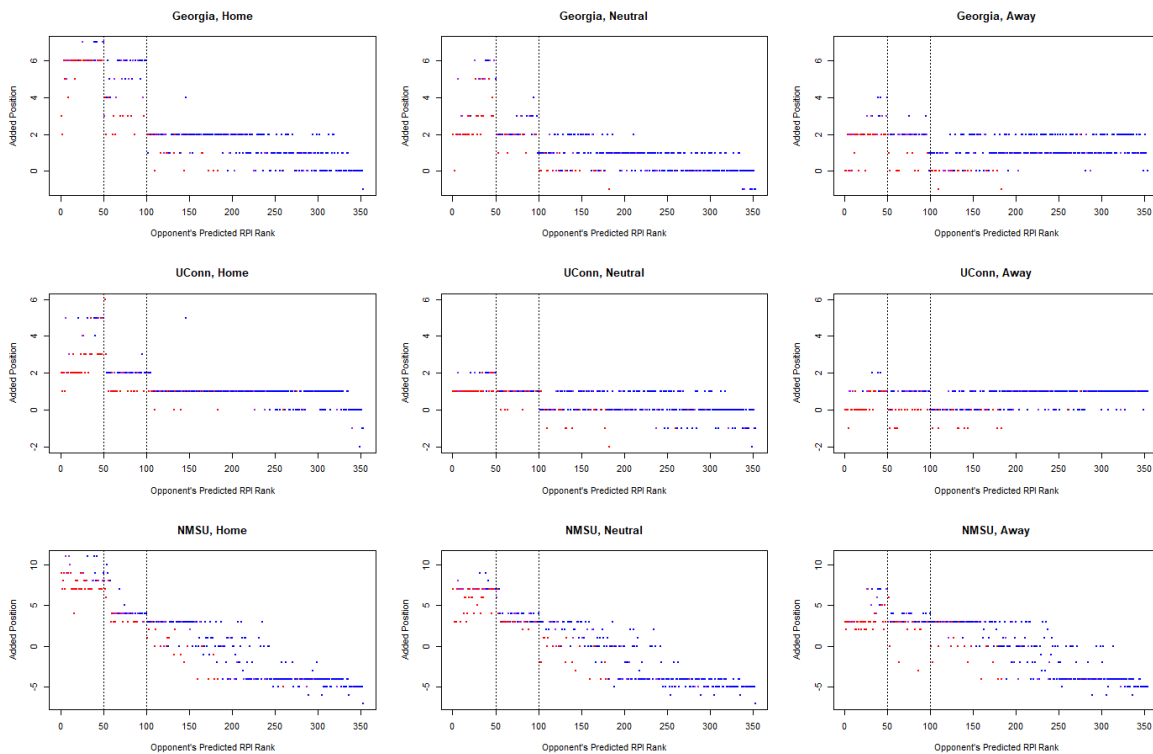 Georgia, Home
Added Position
6
4
2
0
0 50 100 150 200 250 300 350
Opponent's Predicted RPI Rank
Georgia, Neutral
Added Position
6
4
2
0
0 50 100 150 200 250 300 350
Opponent's Predicted RPI Rank
Georgia, Away
Added Position
6
4
2
0
0 50 100 150 200 250 300 350
Opponent's Predicted RPI Rank
UConn, Home
Added Position
6
4
2
0
-2
0 50 100 150 200 250 300 350
Opponent's Predicted RPI Rank
UConn, Neutral
Added Position
6
4
2
0
-2
0 50 100 150 200 250 300 350
Opponent's Predicted RPI Rank
UConn, Away
Added Position
6
4
2
0
-2
0 50 100 150 200 250 300 350
Opponent's Predicted RPI Rank
NMSU, Home
Added Position
10
5
0
-5
0 50 100 150 200 250 300 350
Opponent's Predicted RPI Rank
NMSU, Neutral
Added Position
10
5
0
-5
0 50 100 150 200 250 300 350
Opponent's Predicted RPI Rank
NMSU, Away
Added Position
10
5
0
-5
0 50 100 150 200 250 300 350
Opponent's Predicted RPI Rank